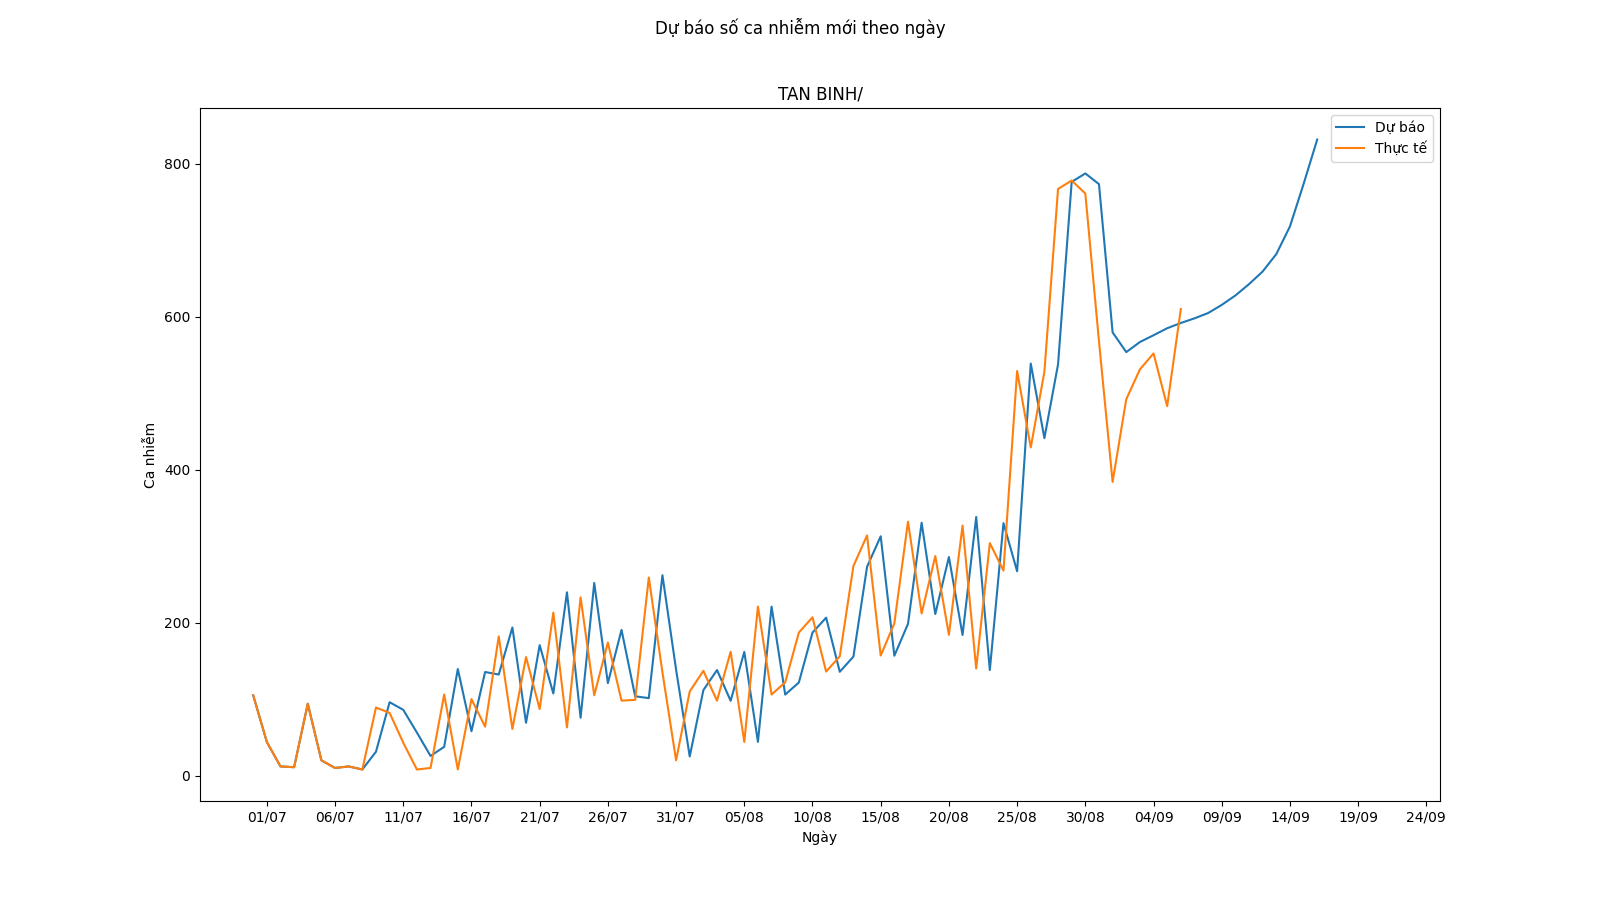 Dự báo số ca nhiễm mới theo ngày
TAN BINH/
Dự báo
Thực tế
800
600
400
200
0
Ca nhiễm
01/07 06/07 11/07 16/07 21/07 26/07 31/07 05/08 10/08 15/08 20/08 25/08 30/08 04/09 09/09 14/09 19/09 24/09
Ngày